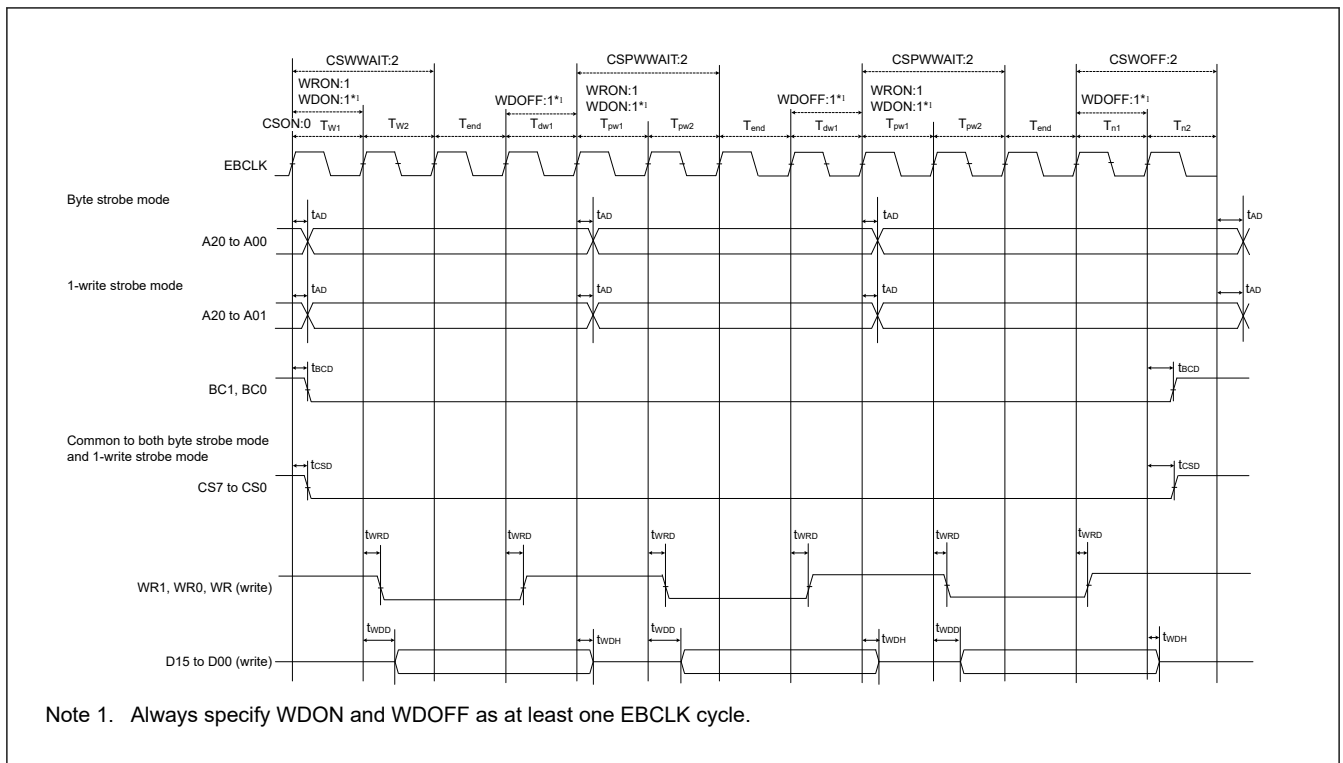 CSWWAIT:2 CSPWWAIT:2 CSPWWAIT:2 CSWOFF:2
WRON:1 WRON:1 WRON:1
WDON:1*1 WDOFF:1*1 WDON:1*1 WDOFF:1*1 WDON:1*1 WDOFF:1*1
CSON:0 TW1 TW2 Tend Tdw1 Tpw1 Tpw2 Tend Tdw1 Tpw1 Tpw2 Tend Tn1 Tn2
EBCLK
Byte strobe mode
tAD tAD tAD tAD
A20 to A00
1-write strobe mode
tAD tAD tAD tAD
A20 to A01
tBCD tBCD
BC1, BC0
Common to both byte strobe mode
and 1-write strobe mode
tCSD tCSD
CS7 to CS0
tWRD tWRD tWRD tWRD tWRD tWRD
WR1, WR0, WR (write)
tWDD tWDH tWDD tWDH tWDD tWDH
D15 to D00 (write)
Note 1. Always specify WDON and WDOFF as at least one EBCLK cycle.